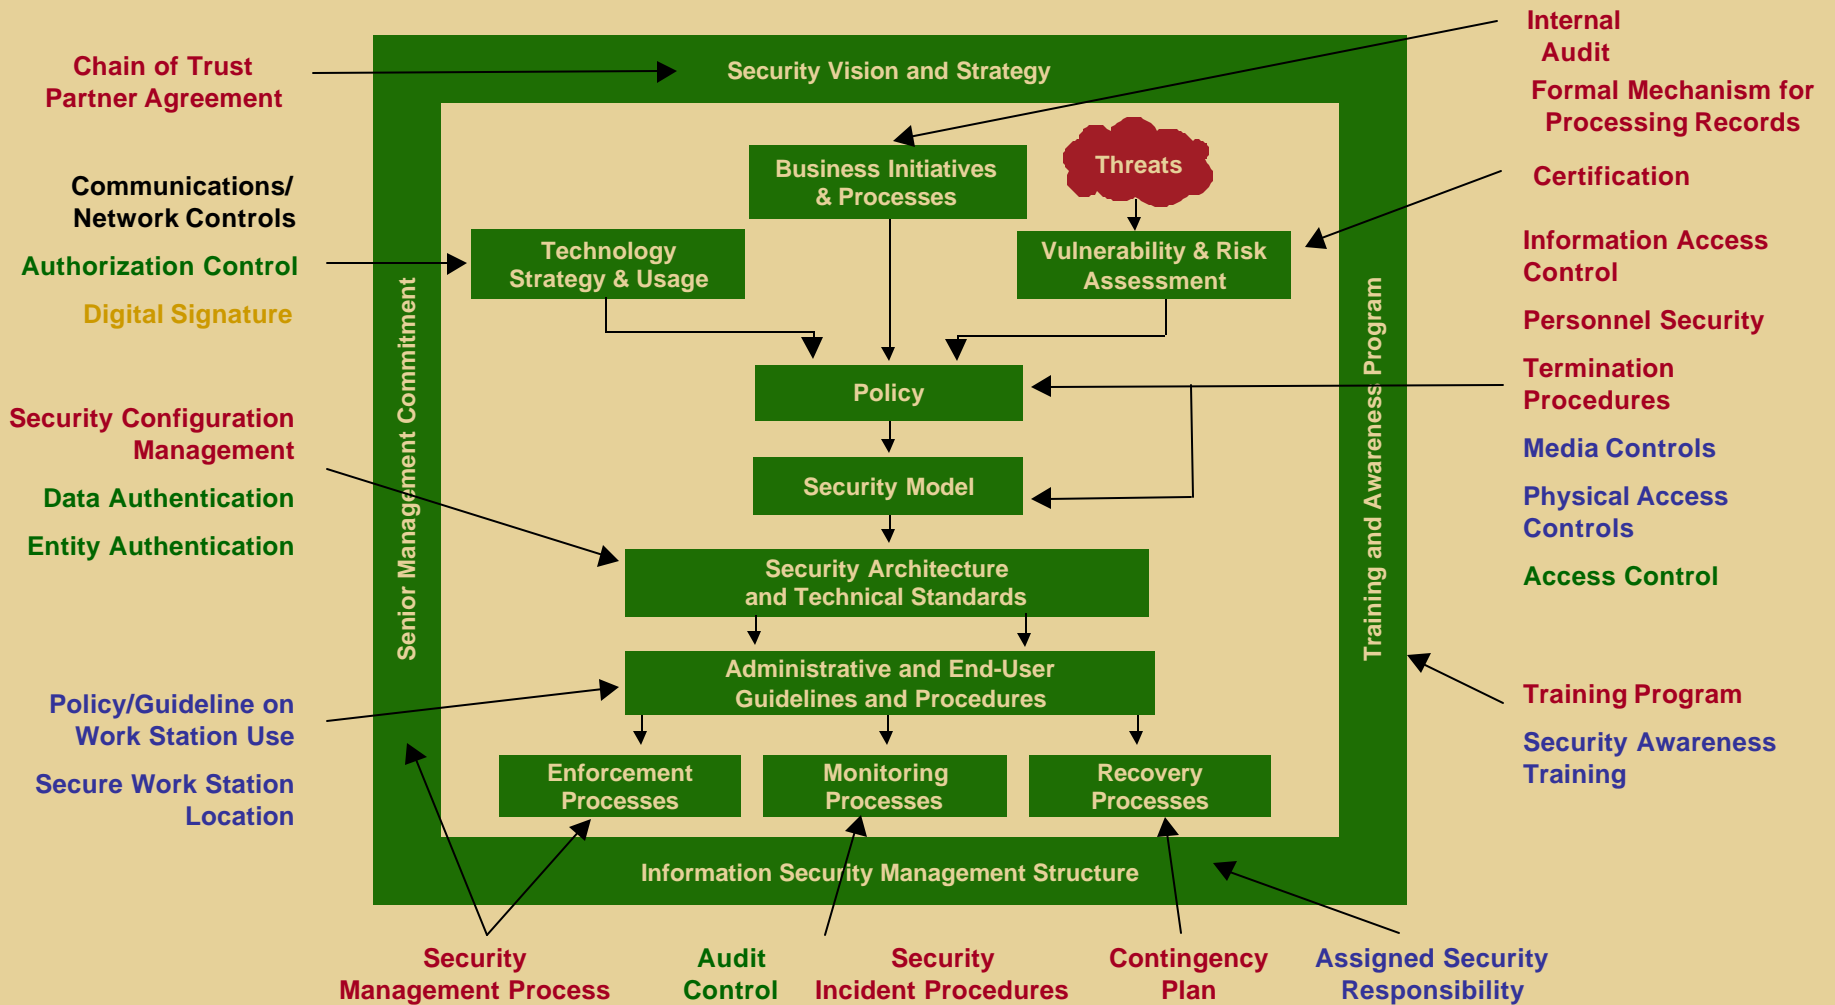 Internal
Audit
Formal Mechanism for
Processing Records
Chain of Trust
Partner Agreement
Security Vision and Strategy
Communications/
Network Controls
Authorization Control
Digital Signature
Business Initiatives
& Processes
Threats
Technology
Strategy & Usage
Vulnerability & Risk
Assessment
Certification
Information Access
Control
Personnel Security
Termination
Procedures
Media Controls
Physical Access
Controls
Access Control
Senior Management Commitment
Training and Awareness Program
Policy
Security Model
Security Configuration
Management
Data Authentication
Entity Authentication
Security Architecture
and Technical Standards
Administrative and End-User
Guidelines and Procedures
Policy/Guideline on
Work Station Use
Secure Work Station
Location
Training Program
Security Awareness
Training
Enforcement
Processes
Monitoring
Processes
Recovery
Processes
Information Security Management Structure
Security
Management Process
Audit
Control
Security
Incident Procedures
Contingency
Plan
Assigned Security
Responsibility